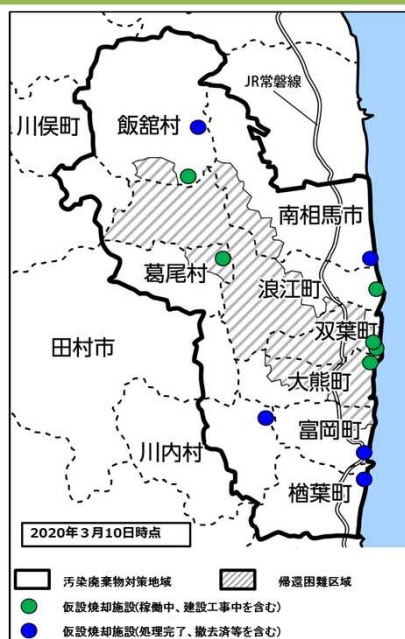 JR常磐線
川俣町
飯舘村
南相馬市
葛尾村
浪江町
双葉町
田村市
大熊町
川内村
富岡町
楢葉町
2020年3月10日時点
汚染廃棄物対策地域
帰還困難区域
仮設焼却施設(稼働中、建設工事中を含む)
仮設焼却施設(処理完了、撤去済等を含む)